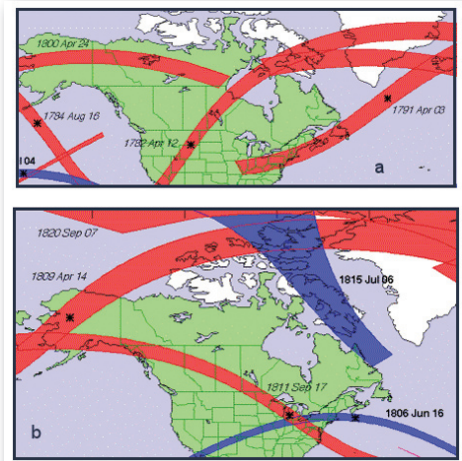 1800 Apr 24
1784 Aug 16
1782 Apr 12
1791 Apr 03
04
a
1820 Sep 07
1809 Apr 14
1815 Jul 06
1811 Sep 17
1806 Jun 16
b